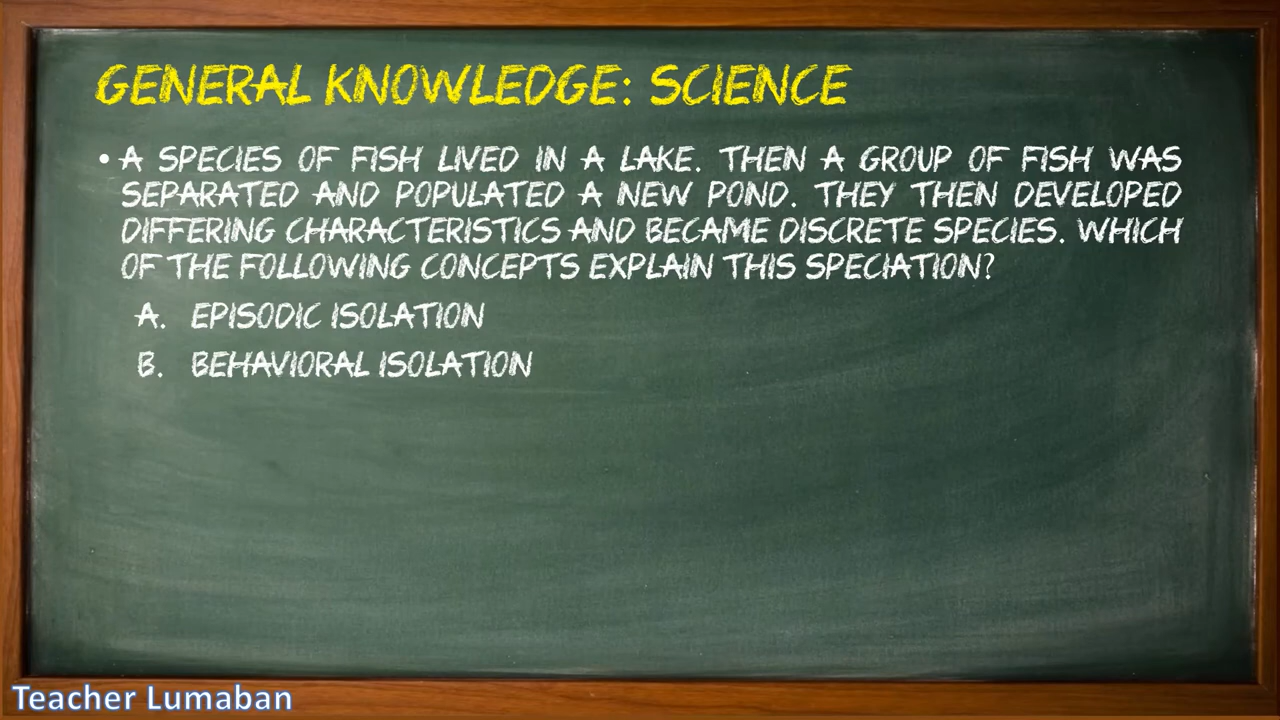 GENERAL KNOWLEDGE: SCIENCE
• A SPECIES OF FISH LIVED IN A LAKE. THEN A GROUP OF FISH WAS
SEPARATED AND POPULATED A NEW POND. THEY THEN DEVELOPED
DIFFERING CHARACTERISTICS AND BECAME DISCRETE SPECIES. WHICH
OF THE FOLLOWING CONCEPTS EXPLAIN THIS SPECIATION?
A. EPISODIC ISOLATION
B. BEHAVIORAL ISOLATION
Teacher Lumaban